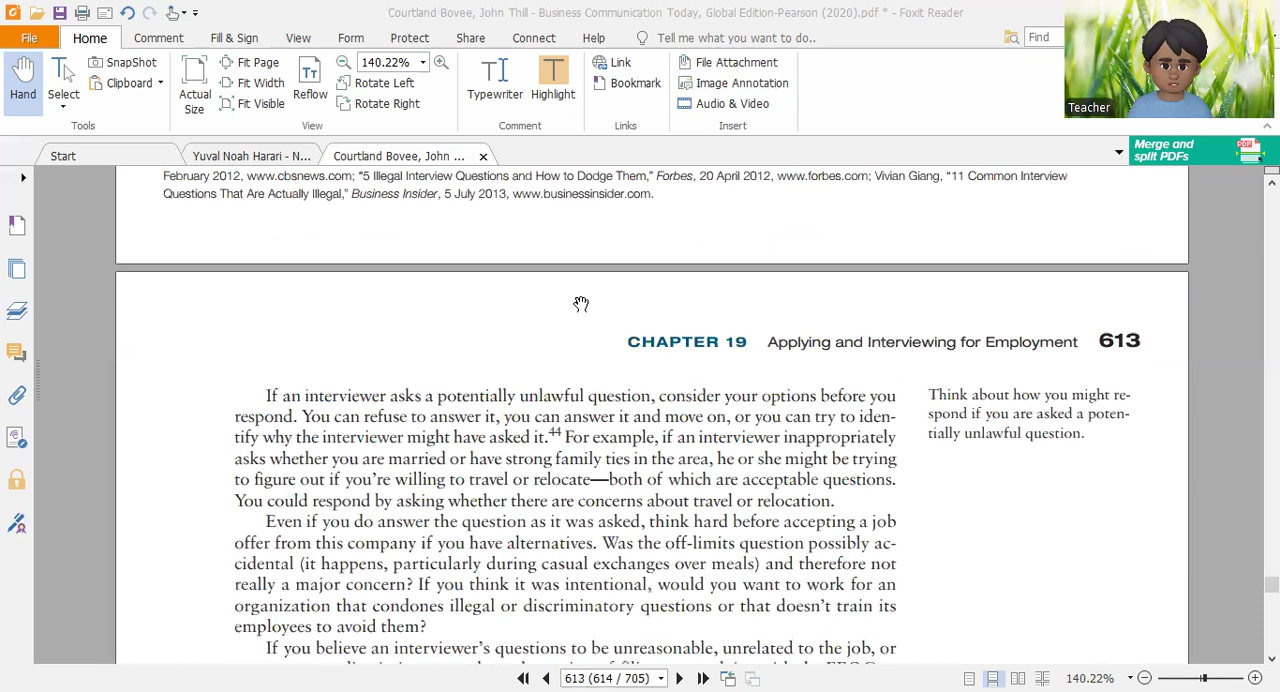 Courtland Bovee, John Thill - Business Communication Today, Global Edition-Pearson (2020).pdf * - Foxit Reader
File Home Comment Fill & Sign View Form Protect Share Connect Help Tell me what you want to do.. Find
Hand
Select
SnapShot
Clipboard
Tools
Actual Size
Fit Page
Fit Width
Fit Visible
Reflow
140.22%
Rotate Left
Rotate Right
View
Typewriter
Highlight
Comment
Link
Bookmark
Links
File Attachment
Image Annotation
Audio & Video
Insert
Teacher
Start Yuval Noah Harari - N... Courtland Bovee, John ...
Merge and
split PDFs
PDF
February 2012, www.cbsnews.com; “5 Illegal Interview Questions and How to Dodge Them,” Forbes, 20 April 2012, www.forbes.com; Vivian Giang, “11 Common Interview
Questions That Are Actually Illegal,” Business Insider, 5 July 2013, www.businessinsider.com.
CHAPTER 19 Applying and Interviewing for Employment 613
If an interviewer asks a potentially unlawful question, consider your options before you
respond. You can refuse to answer it, you can answer it and move on, or you can try to iden-
tify why the interviewer might have asked it.44 For example, if an interviewer inappropriately
asks whether you are married or have strong family ties in the area, he or she might be trying
to figure out if you’re willing to travel or relocate—both of which are acceptable questions.
You could respond by asking whether there are concerns about travel or relocation.
Even if you do answer the question as it was asked, think hard before accepting a job
offer from this company if you have alternatives. Was the off-limits question possibly ac-
cidental (it happens, particularly during casual exchanges over meals) and therefore not
really a major concern? If you think it was intentional, would you want to work for an
organization that condones illegal or discriminatory questions or that doesn’t train its
employees to avoid them?
If you believe an interviewer’s questions to be unreasonable, unrelated to the job, or
Think about how you might re-
spond if you are asked a poten-
tially unlawful question.
613 (614 / 705)
140.22%